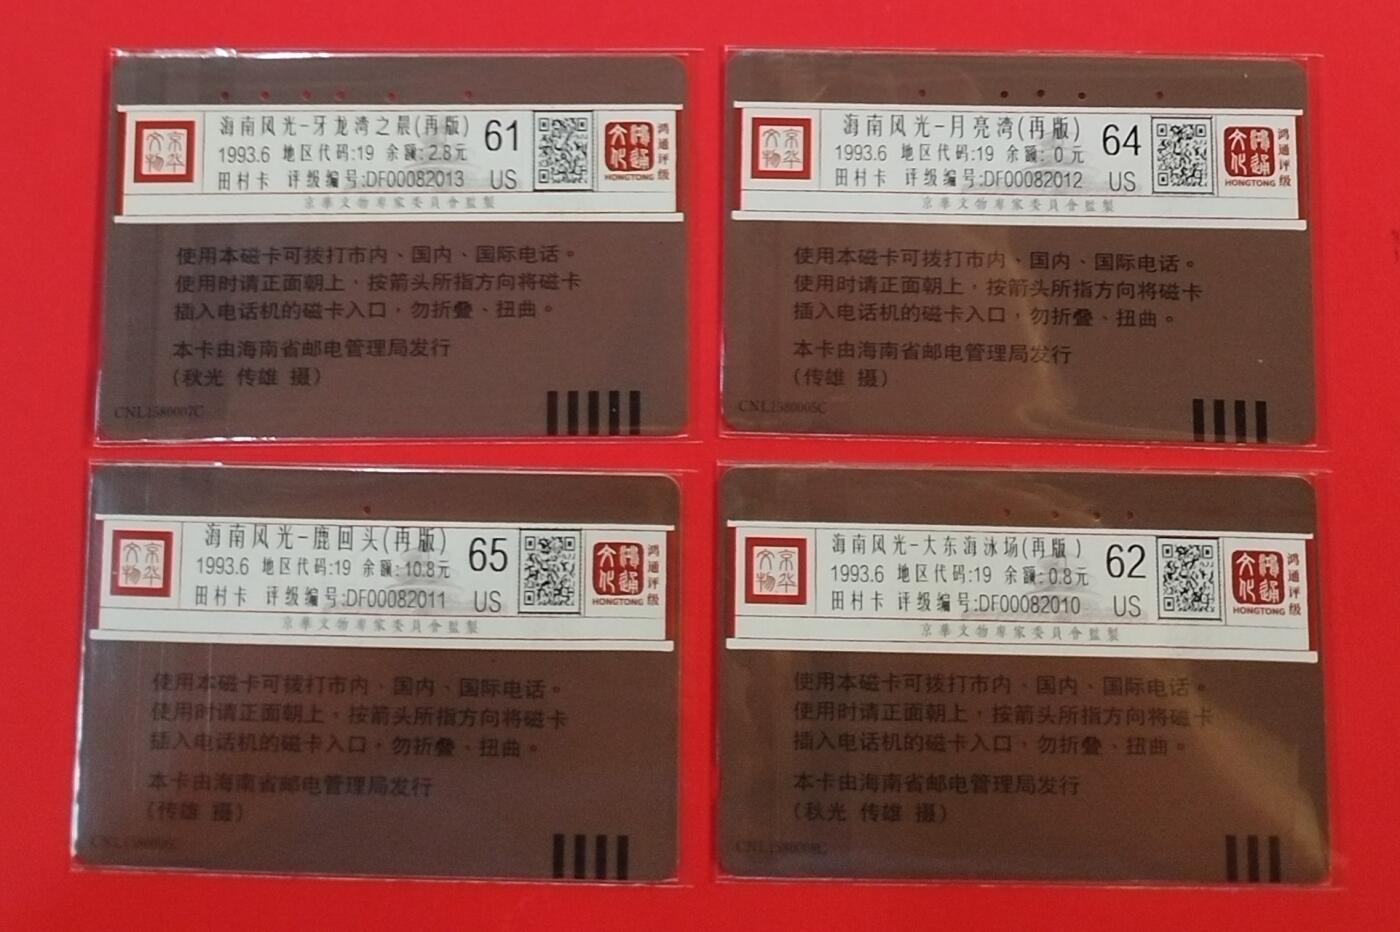 京华文物
海南风光-牙龙湾之晨(再版)
1993.6 地区代码:19 余额:2.8元
田村卡 评级编号:DF00082013
61
US
鸿通文化
HONGTONG
鸿通评级
京華文物專家委員會監製
使用本磁卡可拨打市内、国内、国际电话。
使用时请正面朝上,按箭头所指方向将磁卡
插入电话机的磁卡入口,勿折叠、扭曲。
本卡由海南省邮电管理局发行
(秋光 传雄 摄)
CNL1580007C
京华文物
海南风光-月亮湾(再版)
1993.6 地区代码:19 余额: 0 元
田村卡 评级编号:DF00082012
64
US
鸿通文化
HONGTONG
鸿通评级
京華文物專家委員會監製
使用本磁卡可拨打市内、国内、国际电话。
使用时请正面朝上,按箭头所指方向将磁卡
插入电话机的磁卡入口,勿折叠、扭曲。
本卡由海南省邮电管理局发行
(传雄 摄)
CNL1580005C
京华文物
海南风光-鹿回头(再版)
1993.6 地区代码:19 余额: 10.8元
田村卡 评级编号:DF00082011
65
US
鸿通文化
HONGTONG
鸿通评级
京華文物專家委員會監製
使用本磁卡可拨打市内、国内、国际电话。
使用时请正面朝上,按箭头所指方向将磁卡
插入电话机的磁卡入口,勿折叠、扭曲。
本卡由海南省邮电管理局发行
(传雄 摄)
京华文物
海南风光-大东海泳场(再版)
1993.6 地区代码:19 余额: 0.8元
田村卡 评级编号:DF00082010
62
US
鸿通文化
HONGTONG
鸿通评级
京華文物專家委員會監製
使用本磁卡可拨打市内、国内、国际电话。
使用时请正面朝上,按箭头所指方向将磁卡
插入电话机的磁卡入口,勿折叠、扭曲。
本卡由海南省邮电管理局发行
(秋光 传雄 摄)